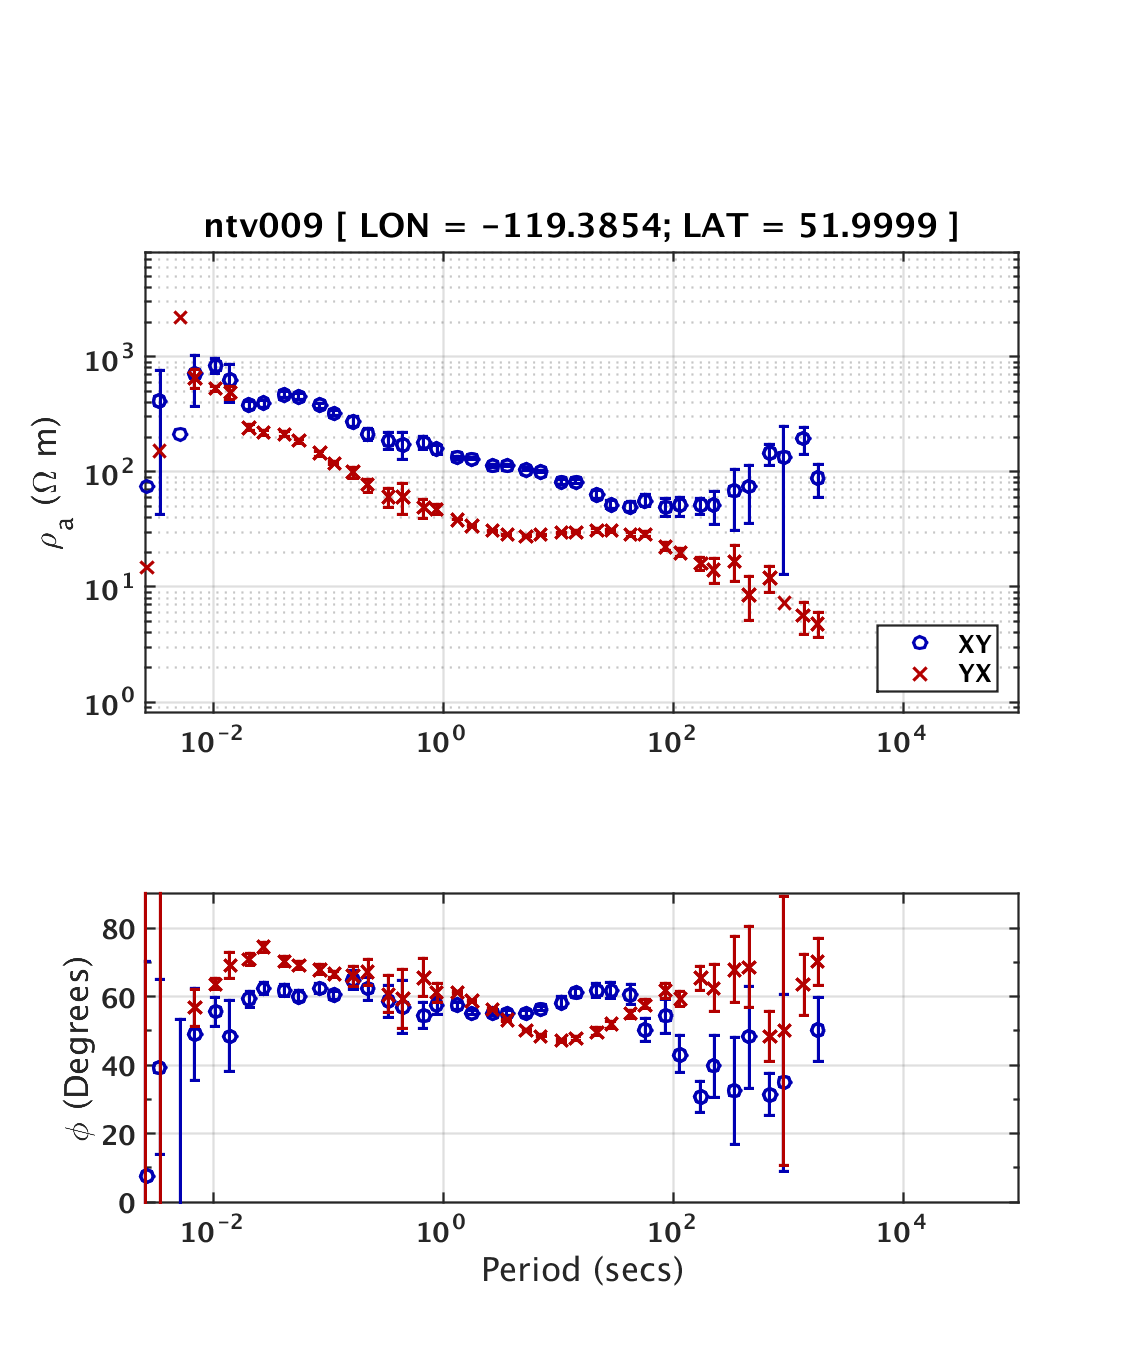 ntv009 [ LON = -119.3854; LAT = 51.9999 ]
ρa (Ω m)
10^3
10^2
10^1
10^0
XY
YX
10^-2 10^0 10^2 10^4
ϕ (Degrees)
80
60
40
20
0
10^-2 10^0 10^2 10^4
Period (secs)